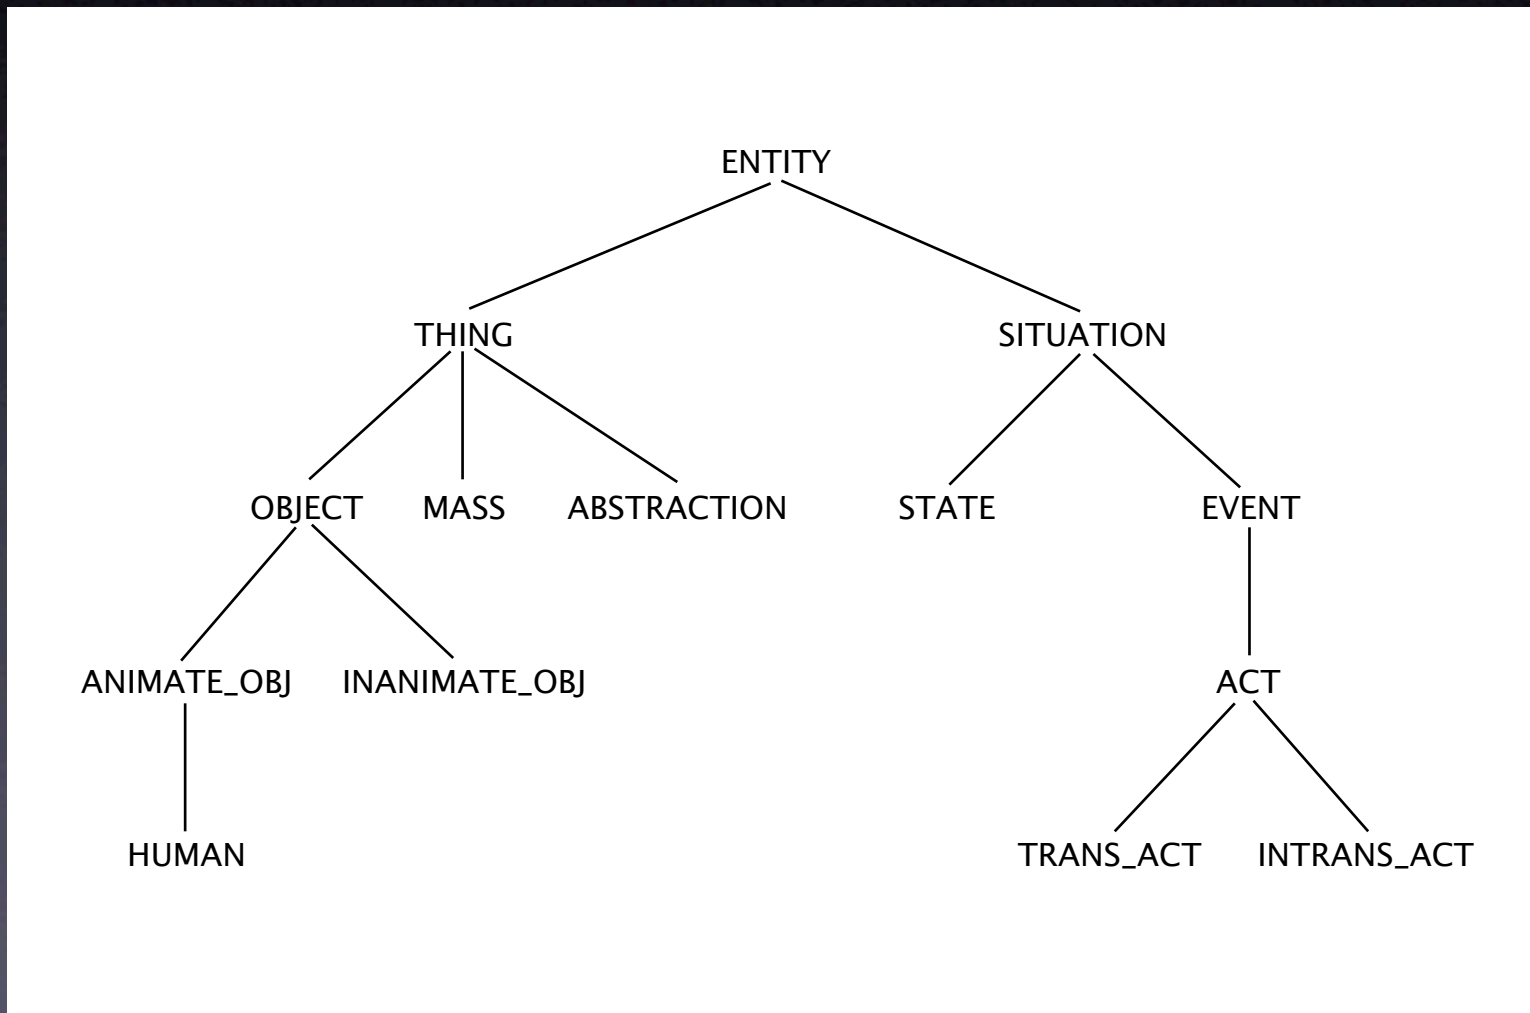 ENTITY
THING SITUATION
OBJECT MASS ABSTRACTION STATE EVENT
ANIMATE_OBJ INANIMATE_OBJ ACT
HUMAN TRANS_ACT INTRANS_ACT